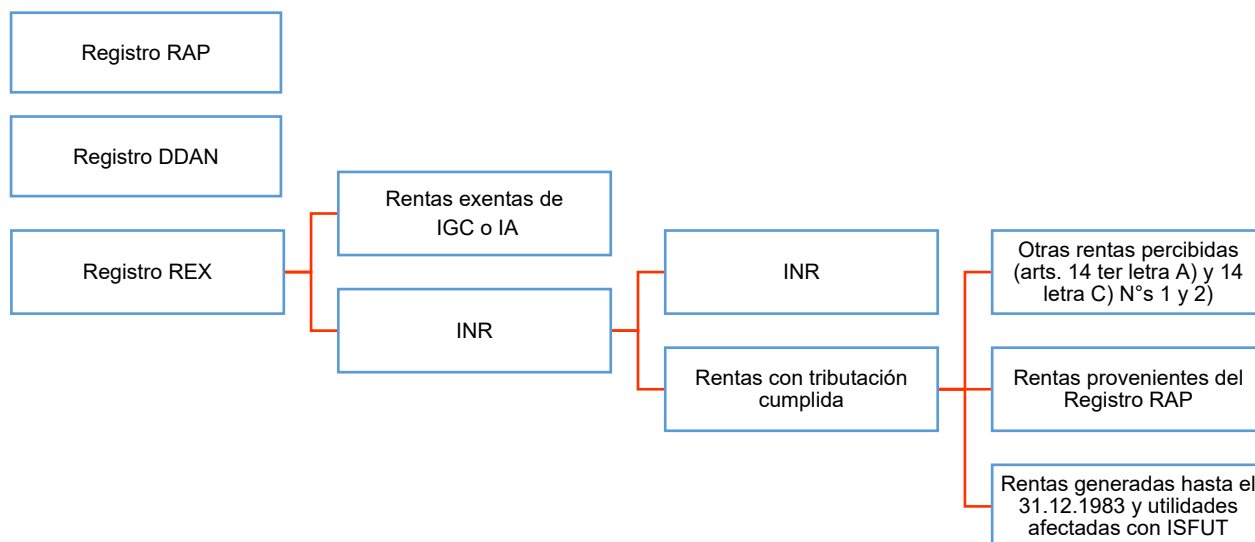 Registro RAP
Registro DDAN
Registro REX
Rentas exentas de
IGC o IA
INR
INR
Rentas con tributación
cumplida
Otras rentas percibidas
(arts. 14 ter letra A) y 14
letra C) N°s 1 y 2)
Rentas provenientes del
Registro RAP
Rentas generadas hasta el
31.12.1983 y utilidades
afectadas con ISFUT